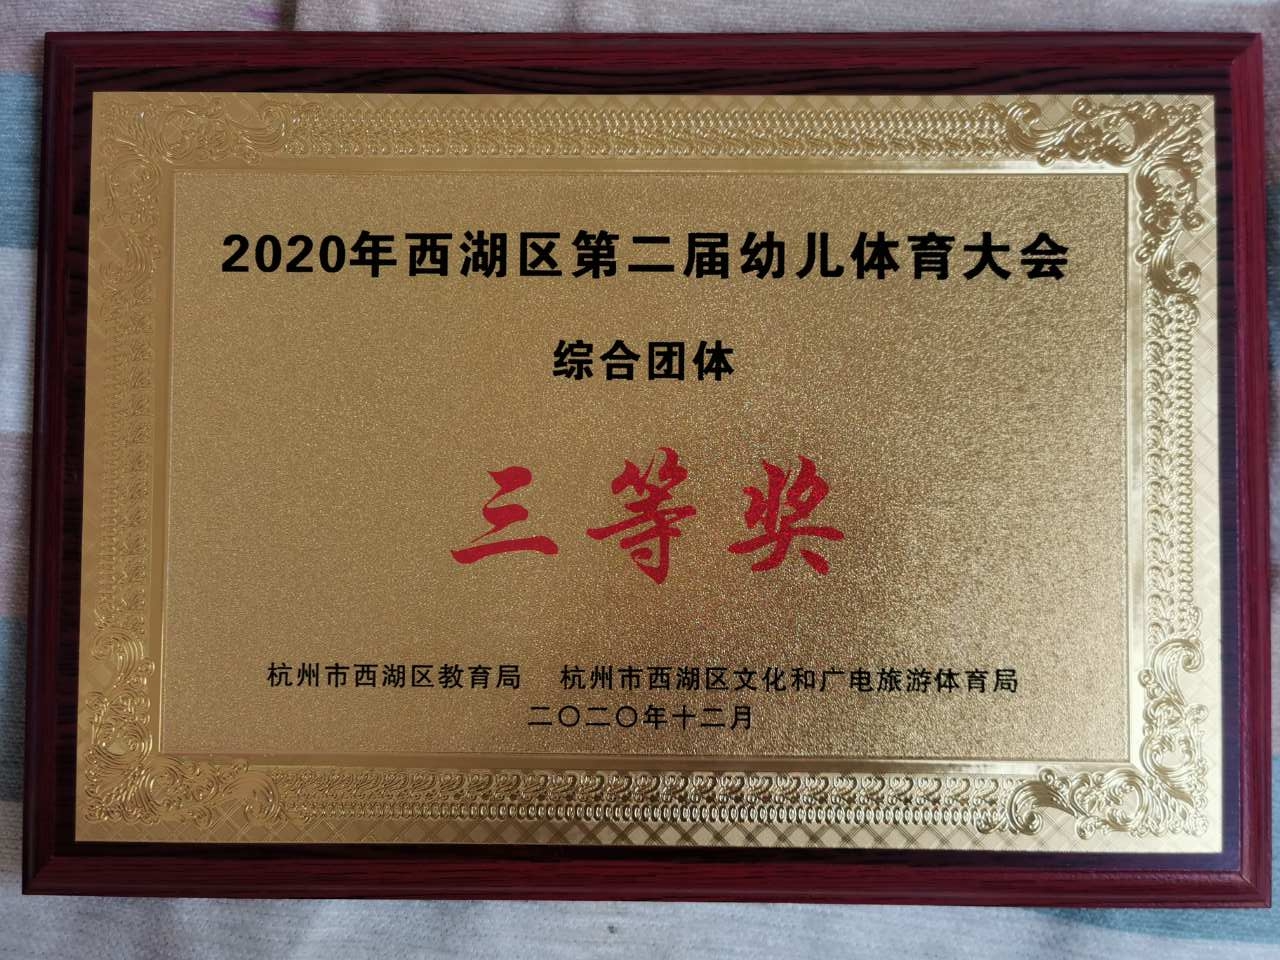 2020年西湖区第二届幼儿体育大会
综合团体
三等奖
杭州市西湖区教育局 杭州市西湖区文化和广电旅游体育局
二〇二〇年十二月